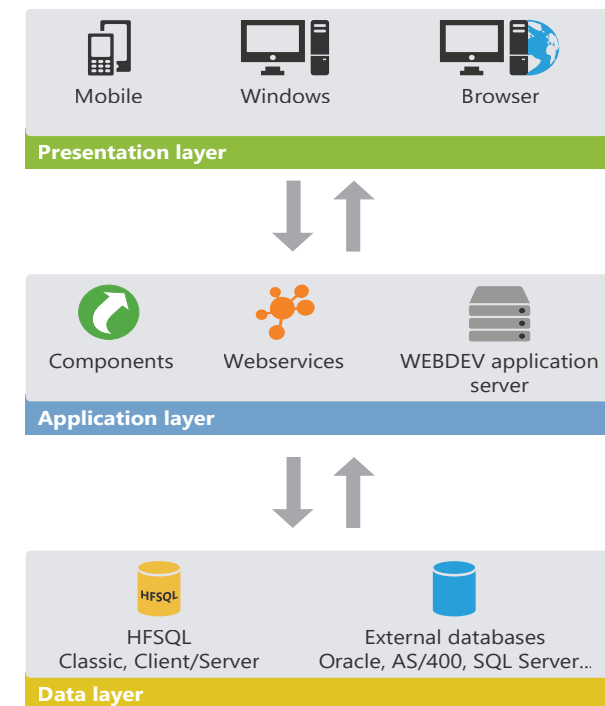 Mobile
Windows
Browser
Presentation layer
Components
Webservices
WEBDEV application
server
Application layer
HFSQL
HFSQL
Classic, Client/Server
External databases
Oracle, AS/400, SQL Server...
Data layer